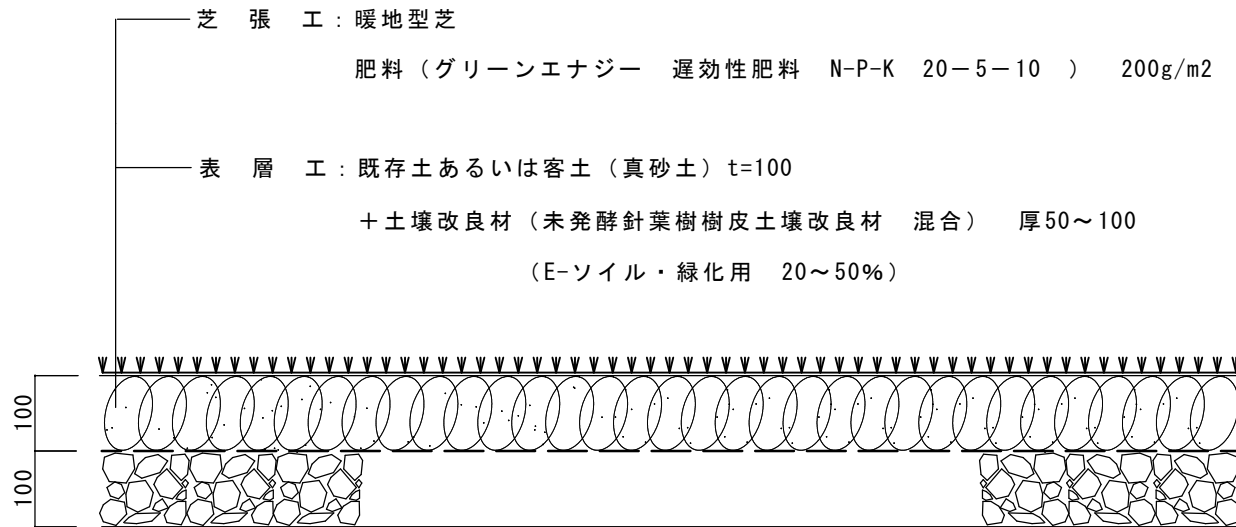 芝　張　工：暖地型芝
肥料（グリーンエナジー　遅効性肥料　N-P-K　20－5－10　）　200g/m2
表　層　工：既存土あるいは客土（真砂土）t=100
＋土壌改良材（未発酵針葉樹樹皮土壌改良材　混合）　厚50～100
（E-ソイル・緑化用　20～50%）
100
100